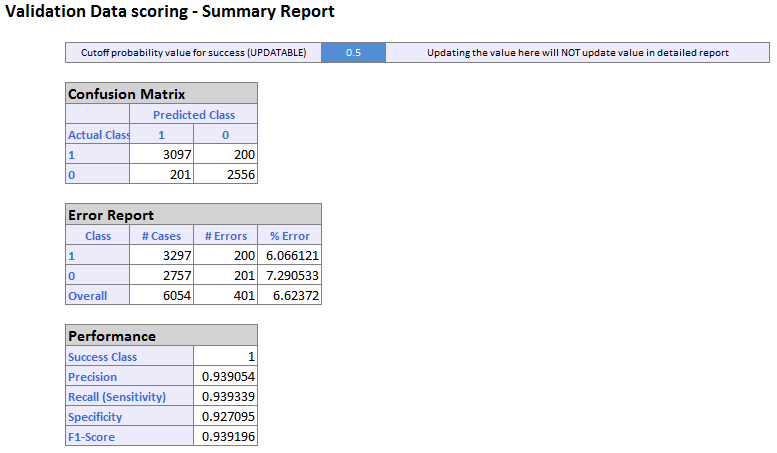 Validation Data scoring - Summary Report
Cutoff probability value for success (UPDATABLE) 0.5 Updating the value here will NOT update value in detailed report
Confusion Matrix
Predicted Class
Actual Class 1 0
1 3097 200
0 201 2556
Error Report
Class # Cases # Errors % Error
1 3297 200 6.066121
0 2757 201 7.290533
Overall 6054 401 6.62372
Performance
Success Class 1
Precision 0.939054
Recall (Sensitivity) 0.939339
Specificity 0.927095
F1-Score 0.939196